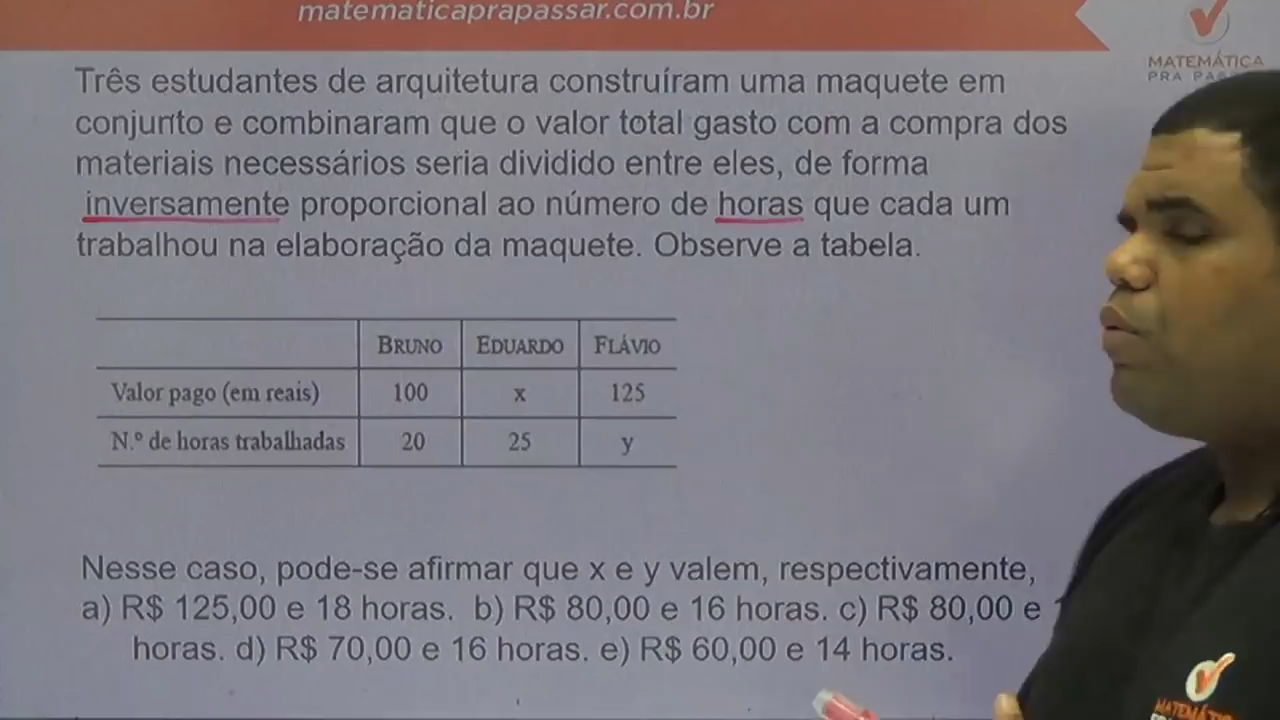 matematicaprapassar.com.br
MATEMÁTICA
PRA
Três estudantes de arquitetura construíram uma maquete em
conjunto e combinaram que o valor total gasto com a compra dos
materiais necessários seria dividido entre eles, de forma
inversamente proporcional ao número de horas que cada um
trabalhou na elaboração da maquete. Observe a tabela.
BRUNO EDUARDO FLÁVIO
Valor pago (em reais) 100 x 125
N.º de horas trabalhadas 20 25 y
Nesse caso, pode-se afirmar que x e y valem, respectivamente,
a) R$ 125,00 e 18 horas. b) R$ 80,00 e 16 horas. c) R$ 80,00 e
horas. d) R$ 70,00 e 16 horas. e) R$ 60,00 e 14 horas.